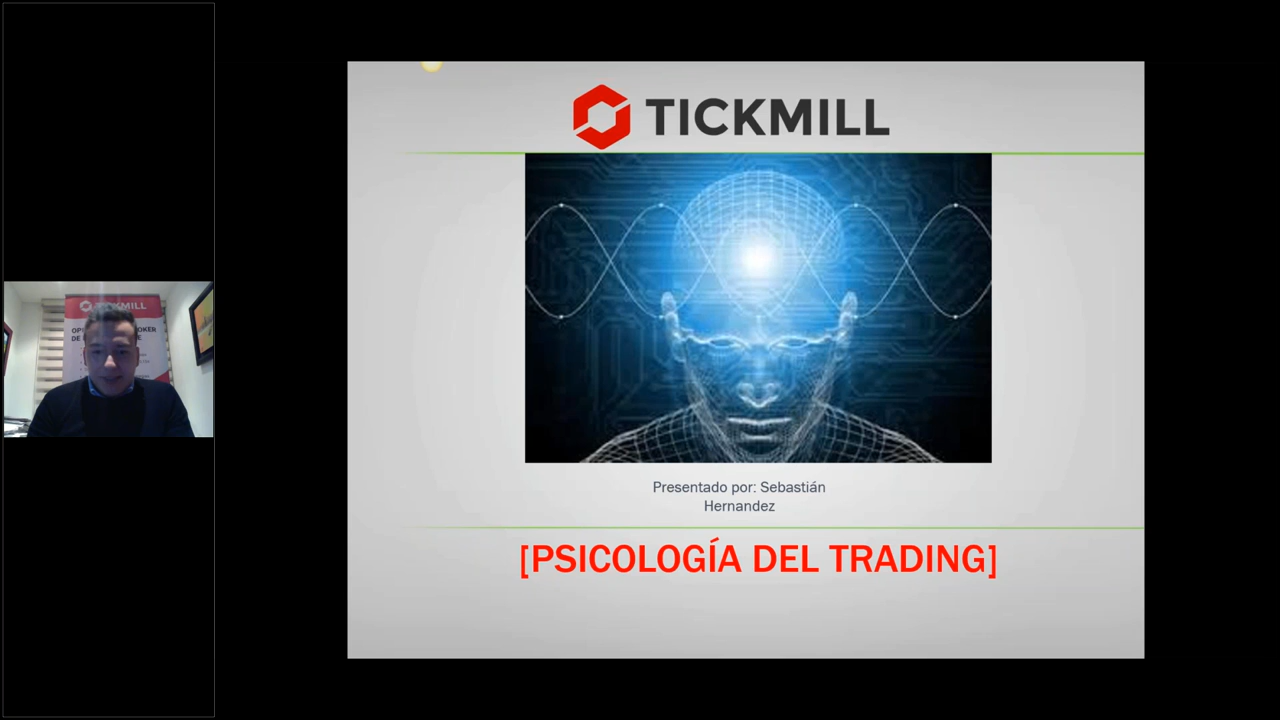 TICKMILL
Presentado por: Sebastián
Hernandez
[PSICOLOGÍA DEL TRADING]
TICKMILL